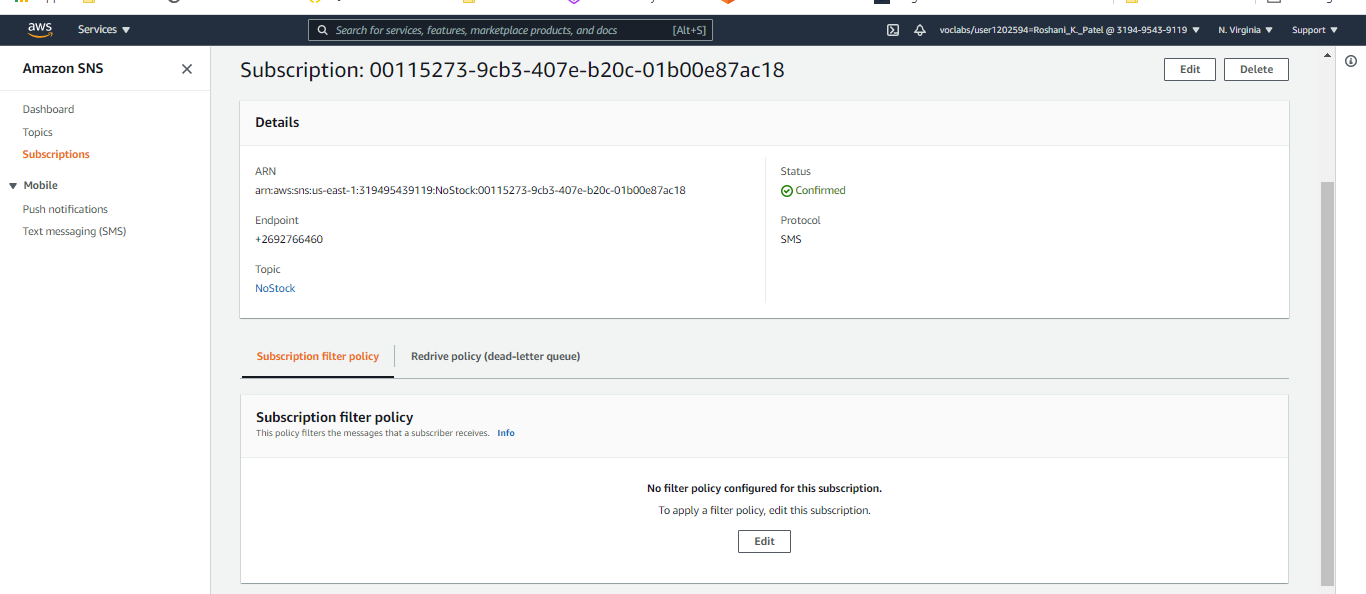 aws Services ▼ Search for services, features, marketplace products, and docs [Alt+S] voclabs/user1202594=Roshani_K._Patel @ 3194-9543-9119 ▼ N. Virginia ▼ Support ▼
Amazon SNS
Dashboard
Topics
Subscriptions
Mobile
Push notifications
Text messaging (SMS)
Subscription: 00115273-9cb3-407e-b20c-01b00e87ac18
Edit Delete
Details
ARN
arn:aws:sns:us-east-1:319495439119:NoStock:00115273-9cb3-407e-b20c-01b00e87ac18
Endpoint
+2692766460
Topic
NoStock
Status
Confirmed
Protocol
SMS
Subscription filter policy Redrive policy (dead-letter queue)
Subscription filter policy
This policy filters the messages that a subscriber receives. Info
No filter policy configured for this subscription.
To apply a filter policy, edit this subscription.
Edit